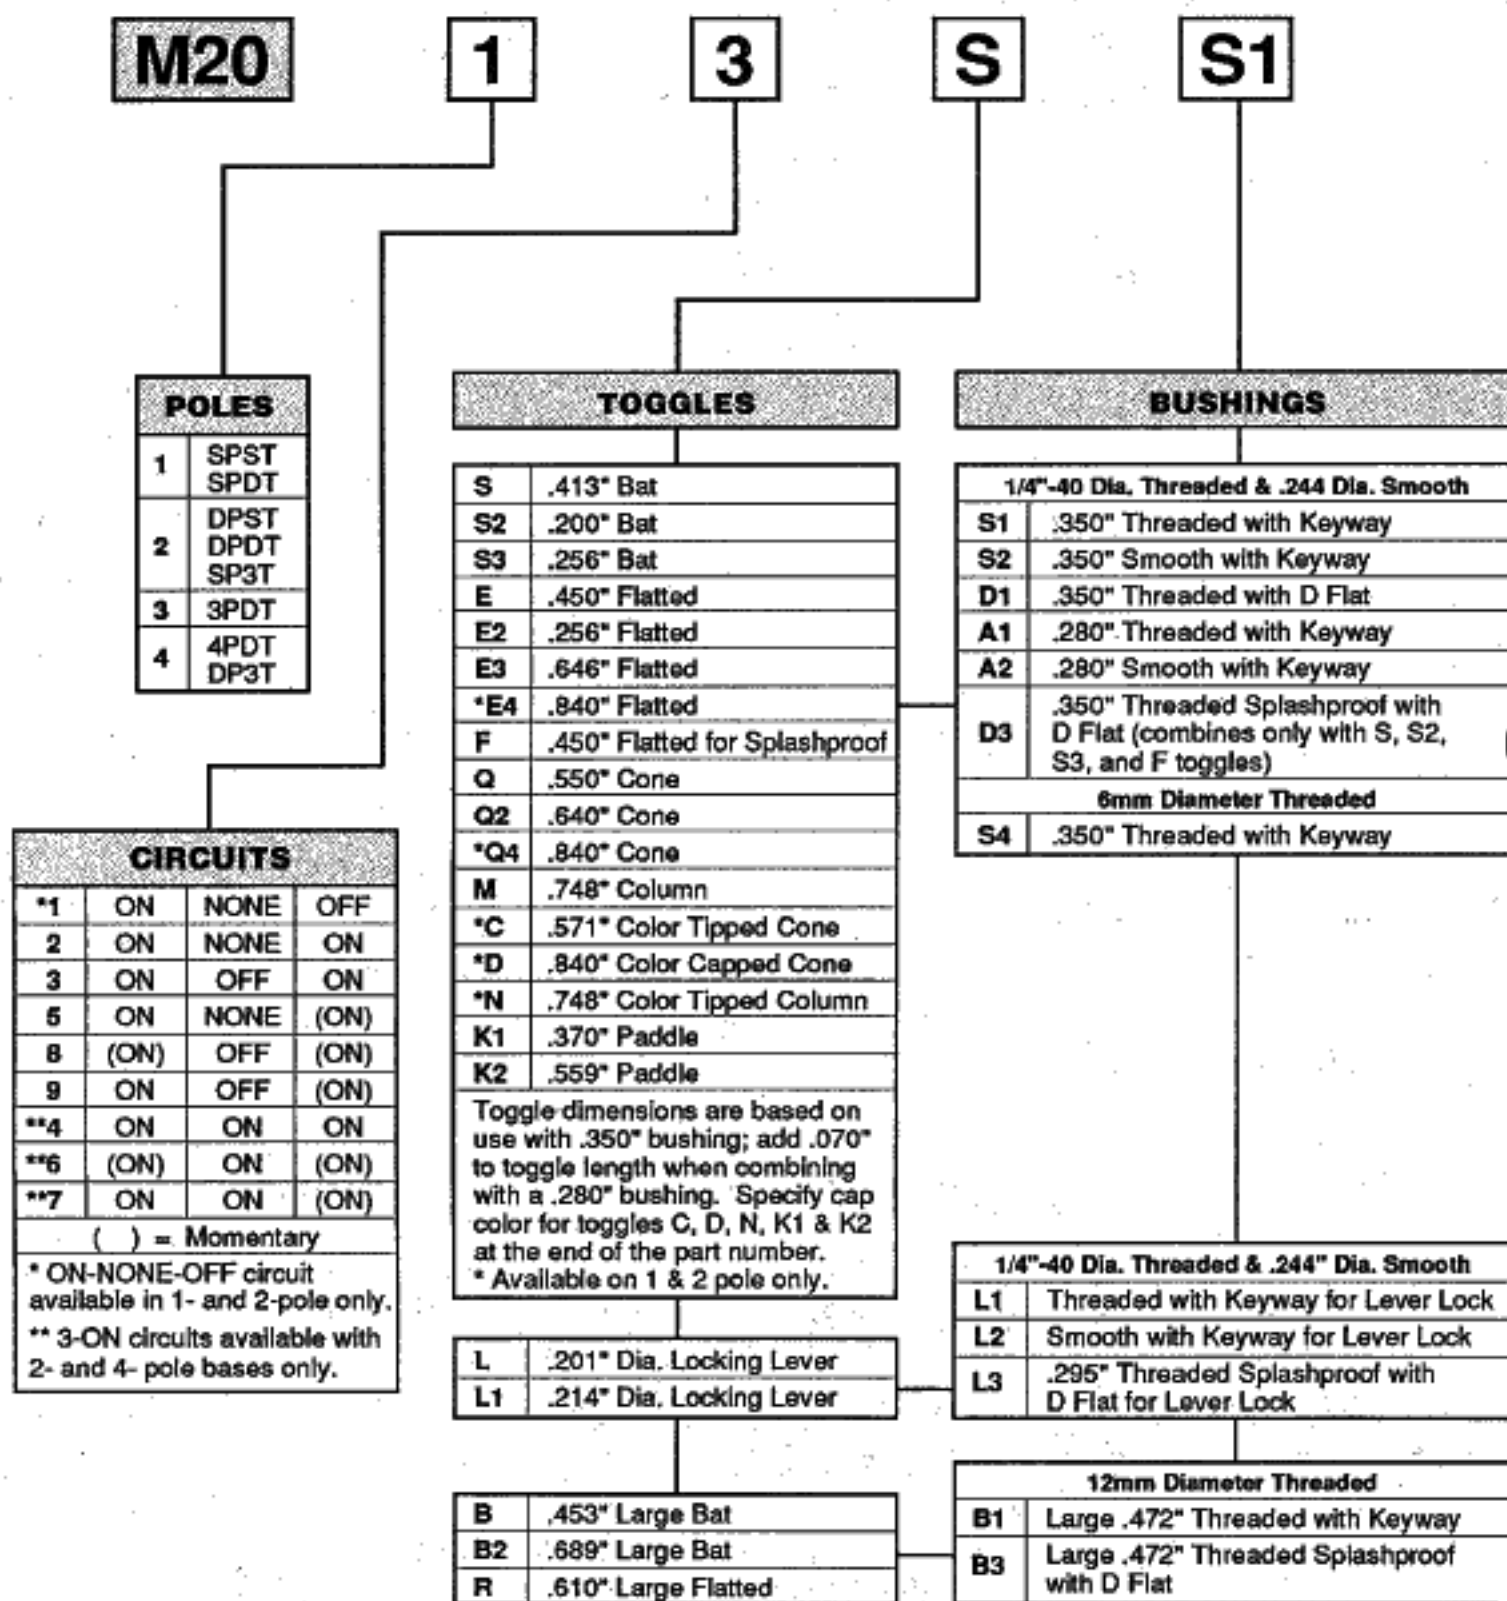 M20 1 3 S S1
POLES
1 SPST
SPDT
2 DPST
DPDT
SP3T
3 3PDT
4 4PDT
DP3T
CIRCUITS
*1 ON NONE OFF
2 ON NONE ON
3 ON OFF ON
5 ON NONE (ON)
8 (ON) OFF (ON)
9 ON OFF (ON)
**4 ON ON ON
**6 (ON) ON (ON)
**7 ON ON (ON)
( ) = Momentary
* ON-NONE-OFF circuit
available in 1- and 2-pole only.
** 3-ON circuits available with
2- and 4- pole bases only.
TOGGLES
S .413" Bat
S2 .200" Bat
S3 .256" Bat
E .450" Flatted
E2 .256" Flatted
E3 .646" Flatted
*E4 .840" Flatted
F .450" Flatted for Splashproof
Q .550" Cone
Q2 .640" Cone
*Q4 .840" Cone
M .748" Column
*C .571" Color Tipped Cone
*D .840" Color Capped Cone
*N .748" Color Tipped Column
K1 .370" Paddle
K2 .559" Paddle
Toggle dimensions are based on
use with .350" bushing; add .070"
to toggle length when combining
with a .280" bushing. Specify cap
color for toggles C, D, N, K1 & K2
at the end of the part number.
* Available on 1 & 2 pole only.
L .201" Dia. Locking Lever
L1 .214" Dia. Locking Lever
B .453" Large Bat
B2 .689" Large Bat
R .610" Large Flatted
BUSHINGS
1/4"-40 Dia. Threaded & .244 Dia. Smooth
S1 .350" Threaded with Keyway
S2 .350" Smooth with Keyway
D1 .350" Threaded with D Flat
A1 .280" Threaded with Keyway
A2 .280" Smooth with Keyway
D3 .350" Threaded Splashproof with
D Flat (combines only with S, S2,
S3, and F toggles)
6mm Diameter Threaded
S4 .350" Threaded with Keyway
1/4"-40 Dia. Threaded & .244" Dia. Smooth
L1 Threaded with Keyway for Lever Lock
L2 Smooth with Keyway for Lever Lock
L3 .295" Threaded Splashproof with
D Flat for Lever Lock
12mm Diameter Threaded
B1 Large .472" Threaded with Keyway
B3 Large .472" Threaded Splashproof
with D Flat